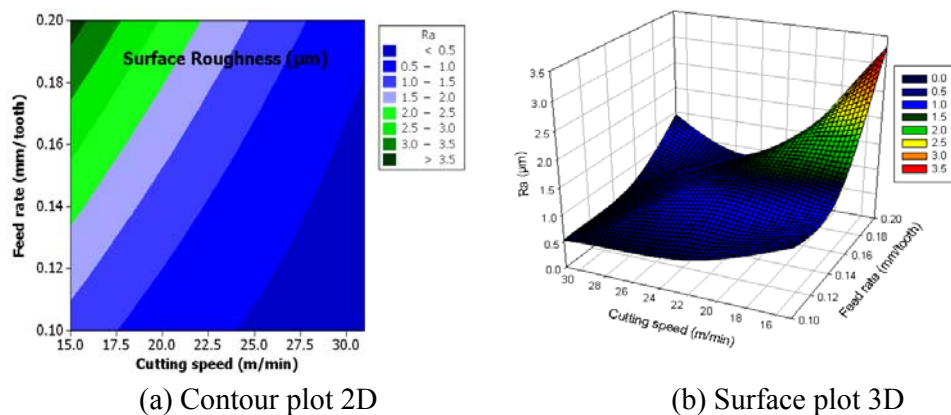 0.20
0.18
0.16
0.14
0.12
0.10
Feed rate (mm/tooth)
Surface Roughness (µm)
15.0 17.5 20.0 22.5 25.0 27.5 30.0
Cutting speed (m/min)
Ra
< 0.5
0.5 – 1.0
1.0 – 1.5
1.5 – 2.0
2.0 – 2.5
2.5 – 3.0
3.0 – 3.5
> 3.5
(a) Contour plot 2D
3.5
3.0
2.5
2.0
1.5
1.0
0.5
0.0
Ra (µm)
30 28 26 24 22 20 18 16
Cutting speed (m/min)
0.20
0.18
0.16
0.14
0.12
0.10
Feed rata (mm/tooth)
0.0
0.5
1.0
1.5
2.0
2.5
3.0
3.5
(b) Surface plot 3D